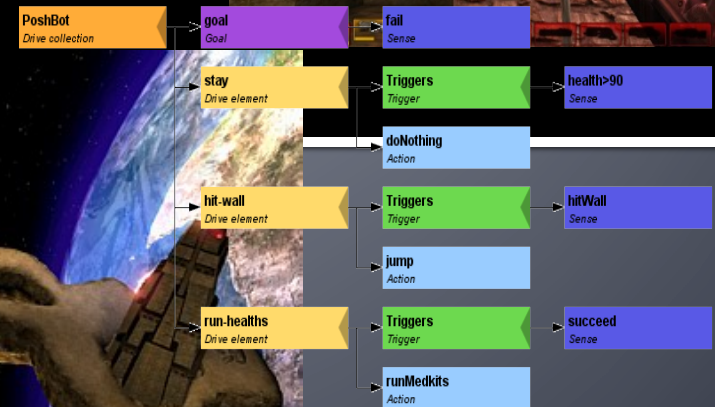 PoshBot
Drive collection
goal
Goal
fail
Sense
stay
Drive element
Triggers
Trigger
health>90
Sense
doNothing
Action
hit-wall
Drive element
Triggers
Trigger
hitWall
Sense
jump
Action
run-healths
Drive element
Triggers
Trigger
succeed
Sense
runMedkits
Action